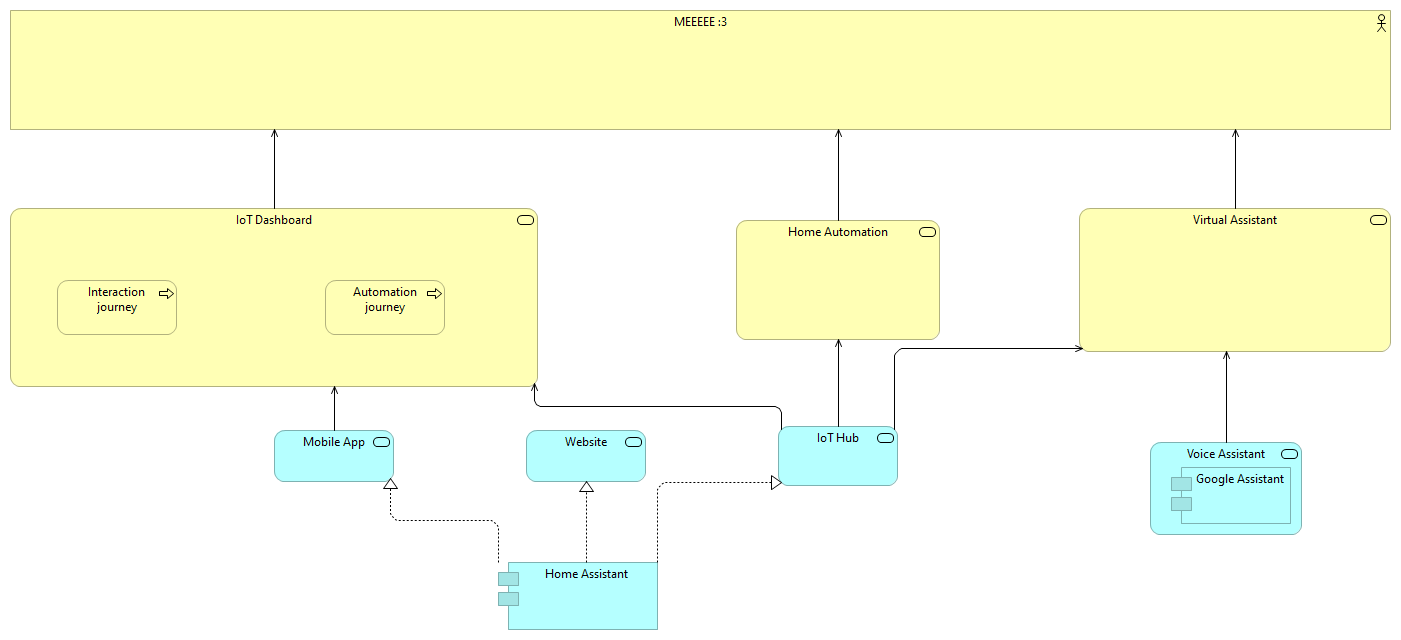 MEEEEE :3
IoT Dashboard
Home Automation
Virtual Assistant
Interaction
journey
Automation
journey
Mobile App
Website
IoT Hub
Voice Assistant
Google Assistant
Home Assistant